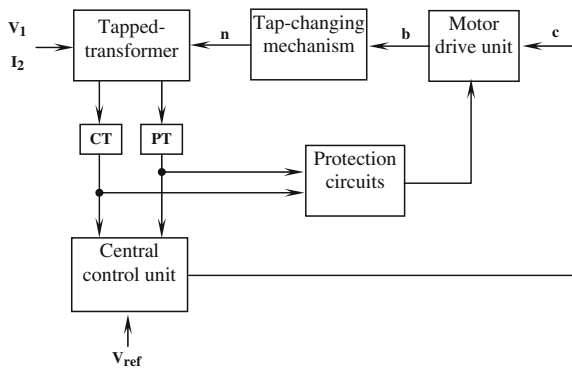 V1
I2
Tapped-
transformer
n
Tap-changing
mechanism
b
Motor
drive unit
c
CT
PT
Protection
circuits
Central
control unit
Vref